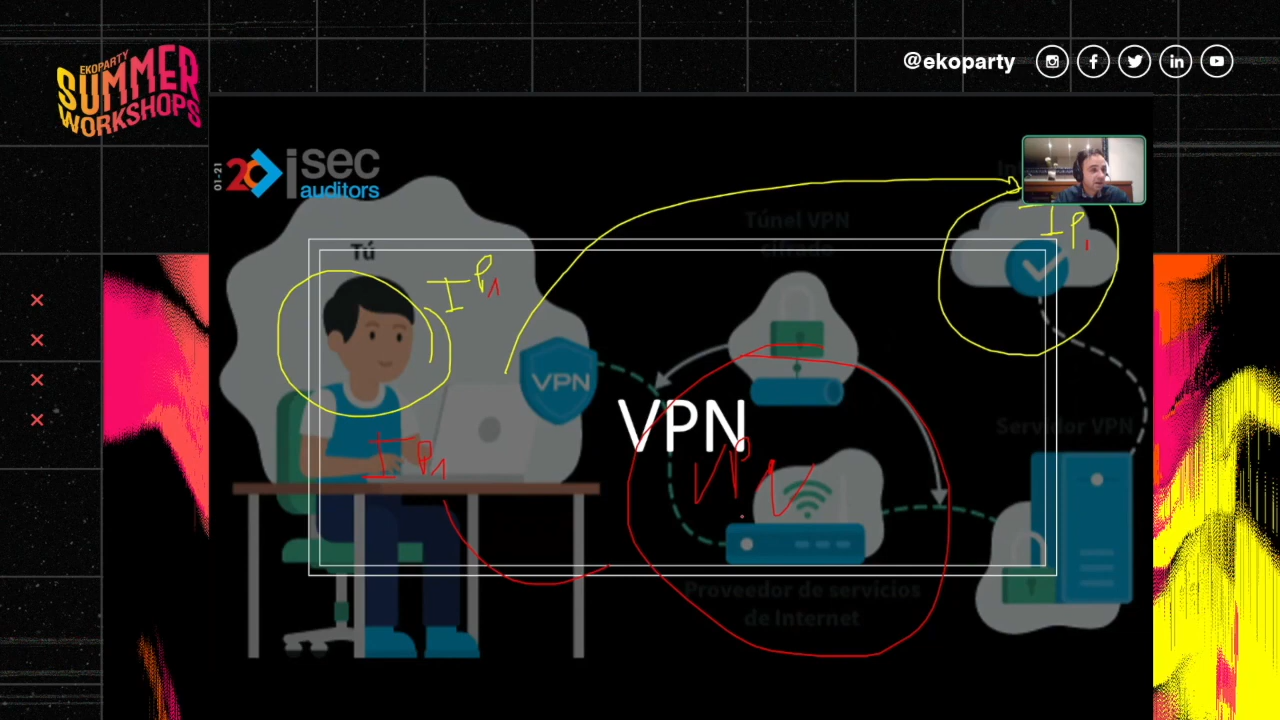 EKOPARTY
SUMMER
WORKSHOPS
@ekoparty
01-21
20 isec
auditors
Tú
Túnel VPN
cifrado
IP1
IP1
VPN
VPN
Servidor VPN
IP1
VPN
Proveedor de servicios
de Internet